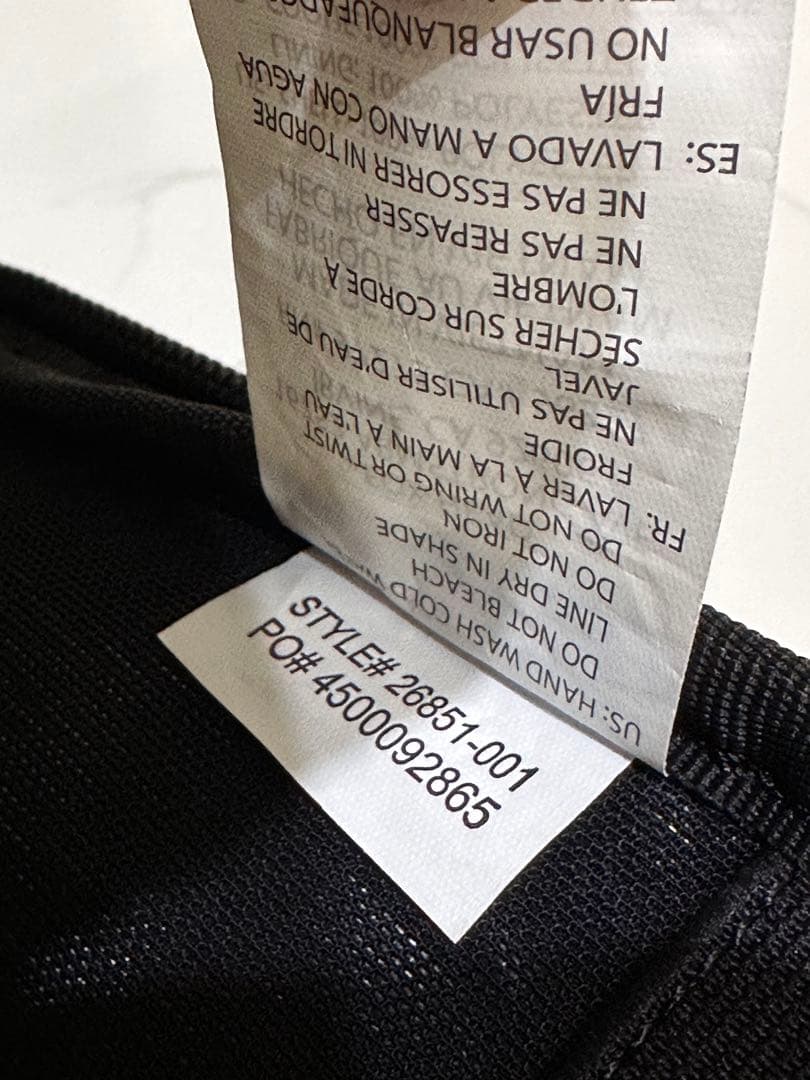 US: HAND WASH COLD
DO NOT BLEACH
LINE DRY IN SHADE
DO NOT IRON
DO NOT WRING OR TWIST
FR: LAVER À LA MAIN À L'EAU
FROIDE
NE PAS UTILISER D'EAU DE
JAVEL
SÉCHER SUR CORDE À
L'OMBRE
NE PAS REPASSER
NE PAS ESSORER NI TORDRE
ES: LAVADO A MANO CON AGUA
FRÍA
NO USAR BLANQUEADOR
STYLE# 26851-001
PO# 4500092865